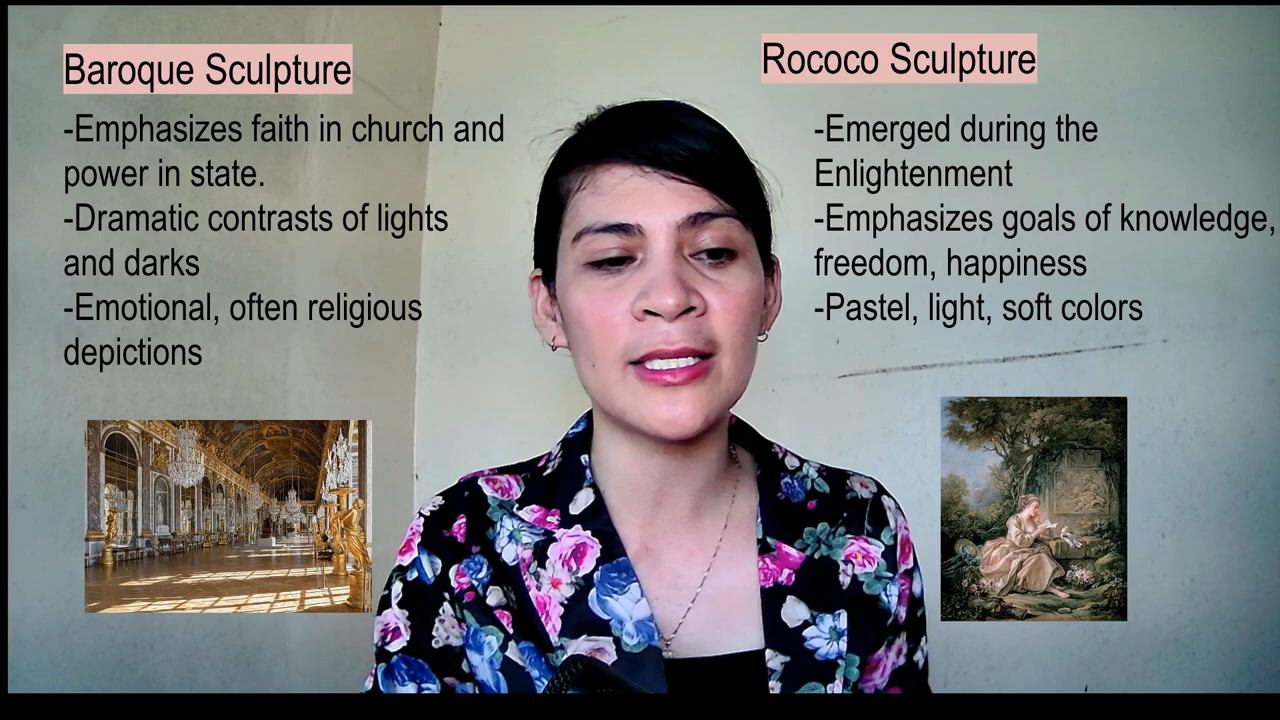 Baroque Sculpture
-Emphasizes faith in church and
power in state.
-Dramatic contrasts of lights
and darks
-Emotional, often religious
depictions
Rococo Sculpture
-Emerged during the
Enlightenment
-Emphasizes goals of knowledge,
freedom, happiness
-Pastel, light, soft colors